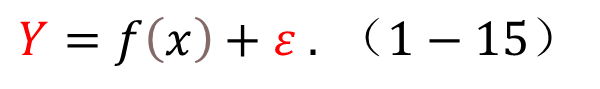 Y = f(x) + ε . （1 − 15）